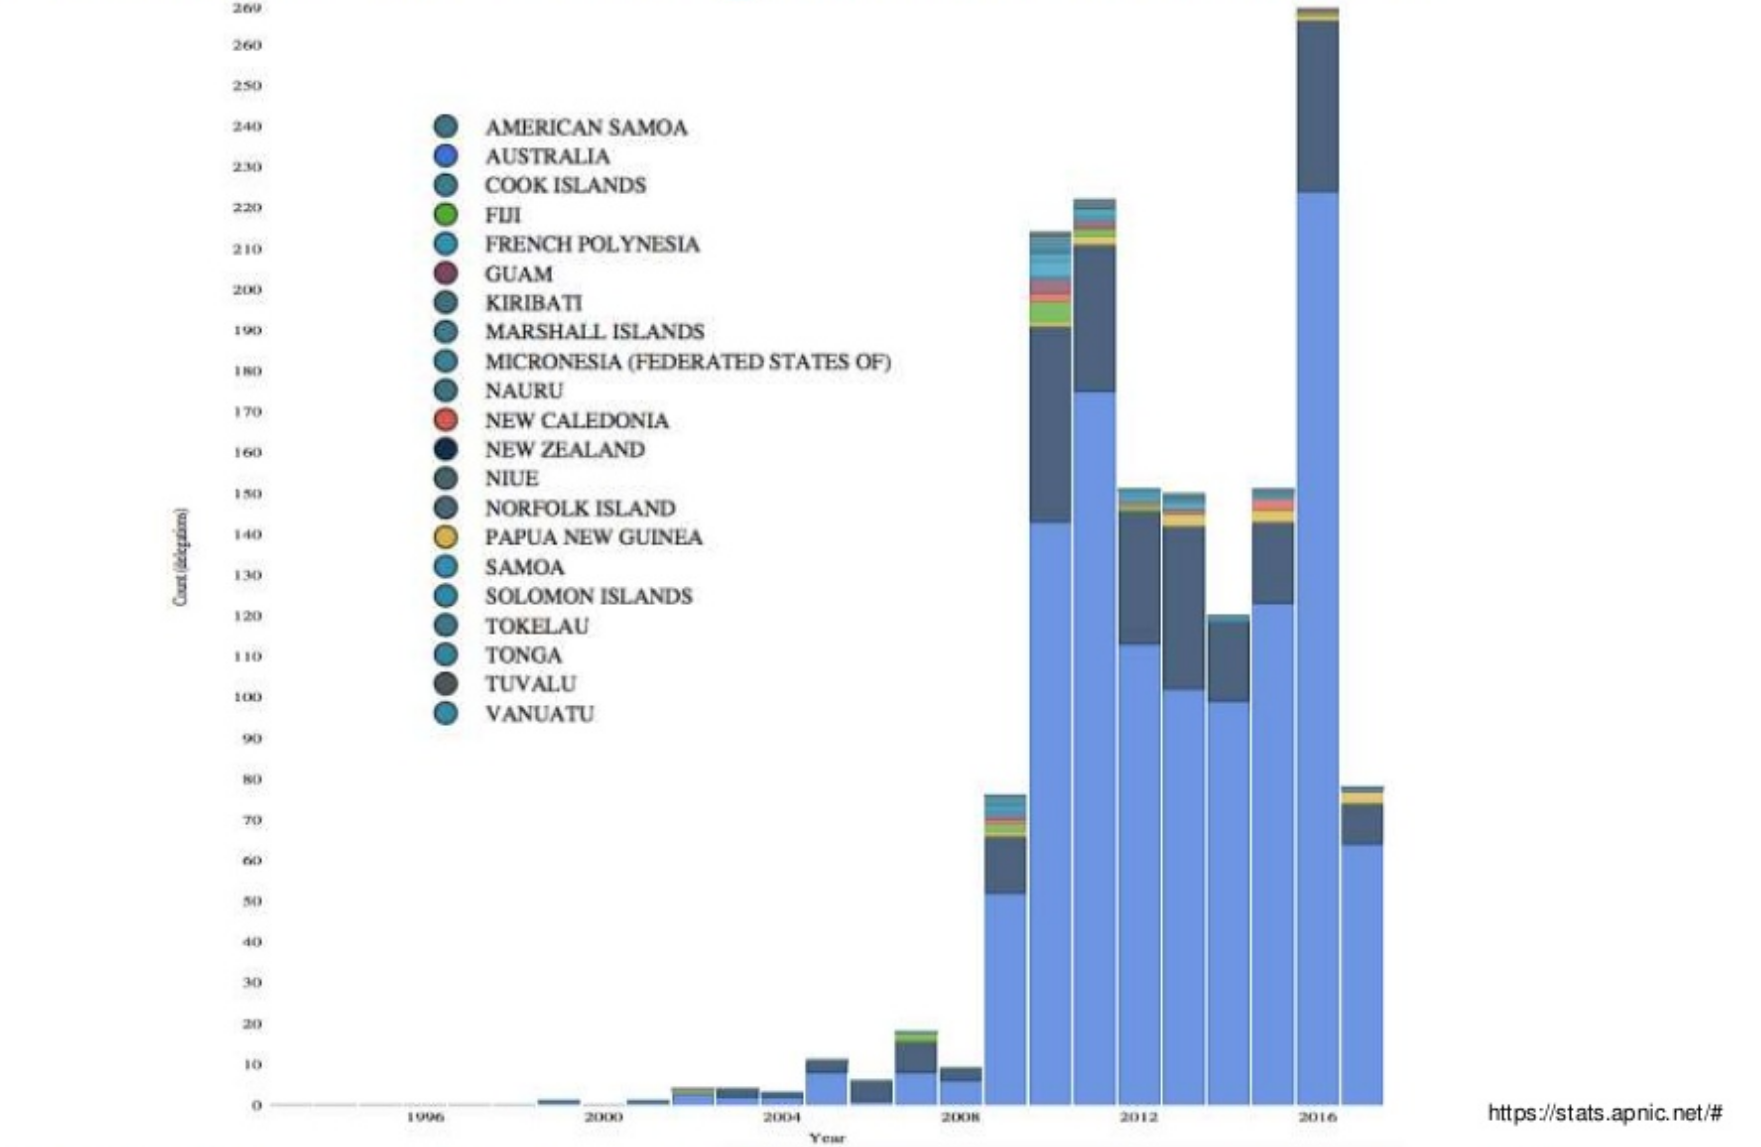 269
260
250
240
230
220
210
200
190
180
170
160
150
140
130
120
110
100
90
80
70
60
50
40
30
20
10
0
Count (delegations)
AMERICAN SAMOA
AUSTRALIA
COOK ISLANDS
FIJI
FRENCH POLYNESIA
GUAM
KIRIBATI
MARSHALL ISLANDS
MICRONESIA (FEDERATED STATES OF)
NAURU
NEW CALEDONIA
NEW ZEALAND
NIUE
NORFOLK ISLAND
PAPUA NEW GUINEA
SAMOA
SOLOMON ISLANDS
TOKELAU
TONGA
TUVALU
VANUATU
1996 2000 2004 2008 2012 2016
Year
https://stats.apnic.net/#